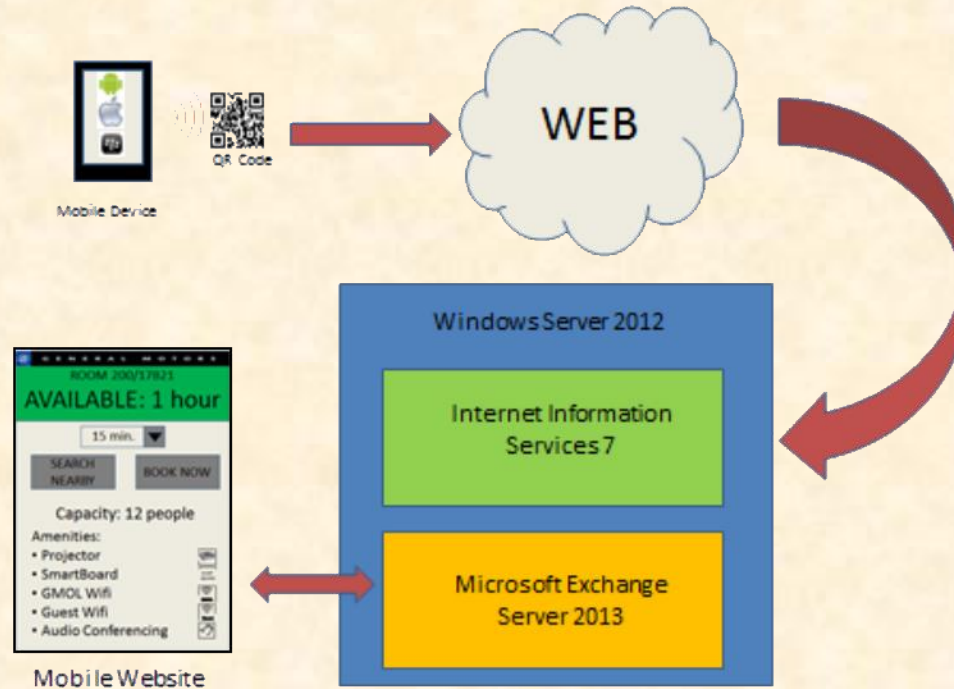 WEB
QR Code
Mobile Device
Windows Server 2012
Internet Information
Services 7
Microsoft Exchange
Server 2013
GENERAL MOTORS
ROOM 200/17821
AVAILABLE: 1 hour
15 min.
SEARCH
NEARBY
BOOK NOW
Capacity: 12 people
Amenities:
• Projector
• SmartBoard
• GMOL Wifi
• Guest Wifi
• Audio Conferencing
Mobile Website